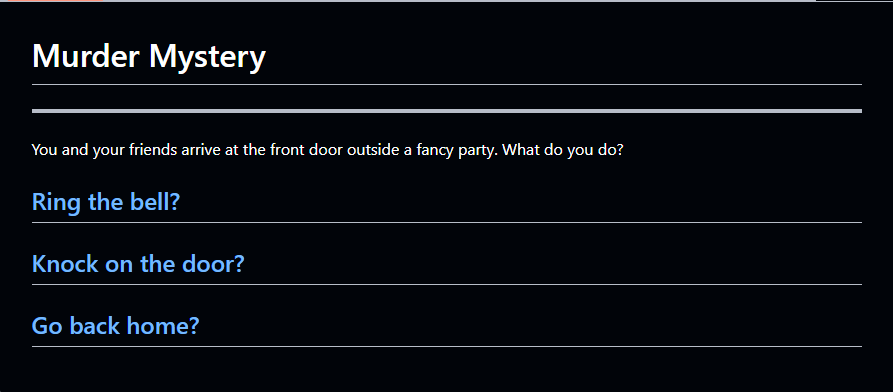 Murder Mystery
You and your friends arrive at the front door outside a fancy party. What do you do?
Ring the bell?
Knock on the door?
Go back home?